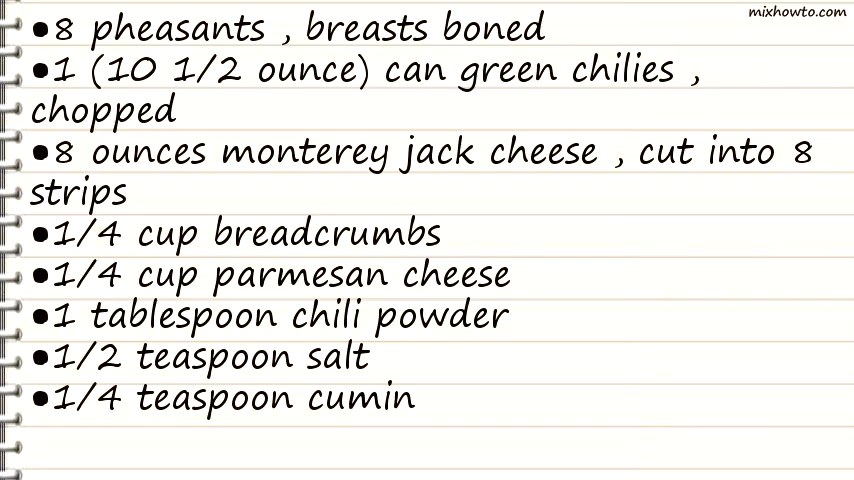 mixhowto.com
•8 pheasants , breasts boned
•1 (10 1/2 ounce) can green chilies ,
chopped
•8 ounces monterey jack cheese , cut into 8
strips
•1/4 cup breadcrumbs
•1/4 cup parmesan cheese
•1 tablespoon chili powder
•1/2 teaspoon salt
•1/4 teaspoon cumin